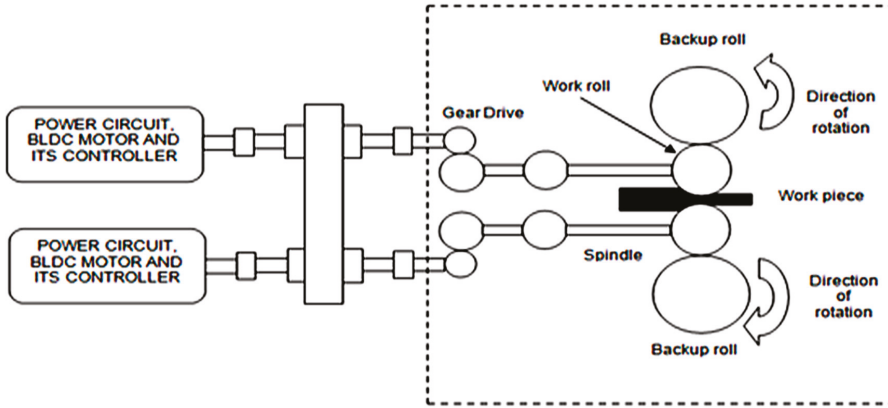 Backup roll
Work roll
Direction
of
rotation
Gear Drive
POWER CIRCUIT,
BLDC MOTOR AND
ITS CONTROLLER
Work piece
POWER CIRCUIT,
BLDC MOTOR AND
ITS CONTROLLER
Spindle
Direction
of
rotation
Backup roll